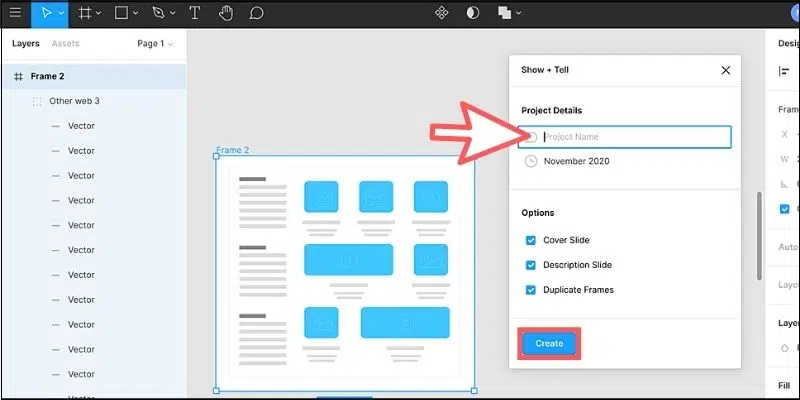 Layers
Assets
Page 1
Frame 2
Other web 3
Vector
Vector
Vector
Vector
Vector
Vector
Vector
Vector
Vector
Vector
Vector
Frame 2
Show + Tell
Project Details
Project Name
November 2020
Options
Cover Slide
Description Slide
Duplicate Frames
Create
Desig
Fram
X
W
C
Auto
Layou
Laye
Fill